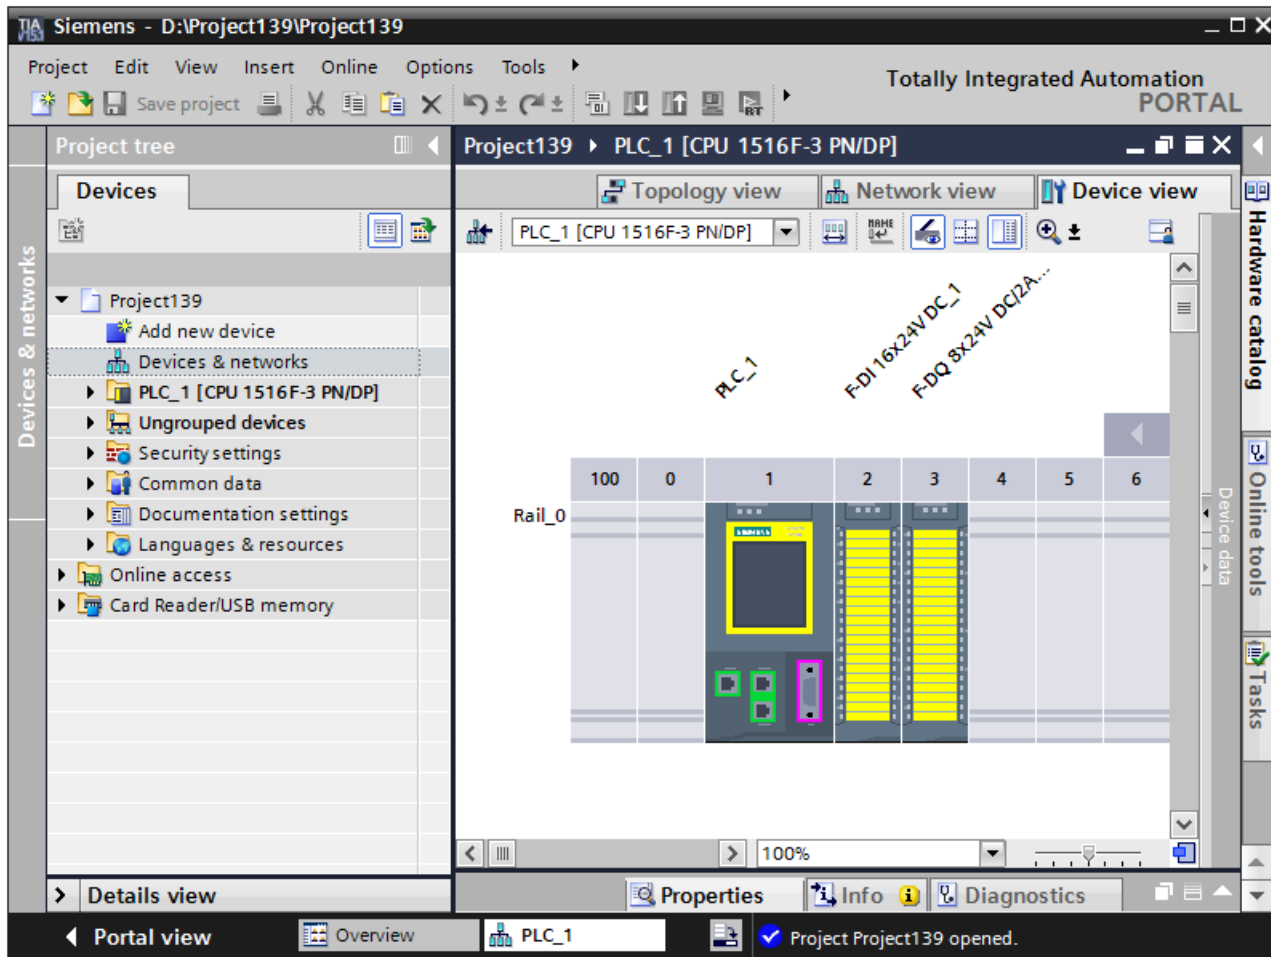 Siemens - D:\Project139\Project139
Project Edit View Insert Online Options Tools
Save project
Totally Integrated Automation
PORTAL
Project tree
Project139 PLC_1 [CPU 1516F-3 PN/DP]
Devices
Topology view Network view Device view
PLC_1 [CPU 1516F-3 PN/DP]
Devices & networks
Project139
Add new device
Devices & networks
PLC_1 [CPU 1516F-3 PN/DP]
Ungrouped devices
Security settings
Common data
Documentation settings
Languages & resources
Online access
Card Reader/USB memory
PLC_1
F-DI 16x24V DC_1
F-DQ 8x24V DC/2A...
100 0 1 2 3 4 5 6
Rail_0
SIEMENS
Device data
Hardware catalog
Online tools
Tasks
100%
Details view
Properties Info Diagnostics
Portal view
Overview
PLC_1
Project Project139 opened.